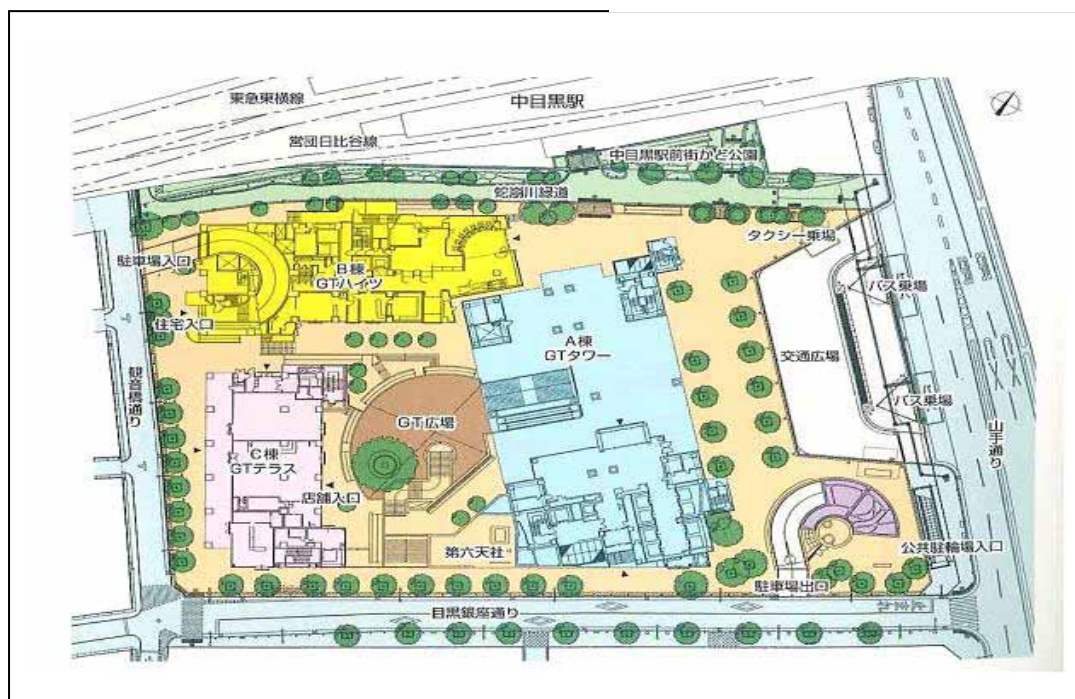 東急東横線
中目黒駅
営団日比谷線
中目黒駅前街かど公園
蛇崩川緑道
タクシー乗場
駐車場入口
B棟
GTハイツ
バス乗場
住宅入口
A棟
GTタワー
交通広場
観音橋通り
バス乗場
GT広場
山手通り
C棟
GTテラス
店舗入口
第六天社
公共駐輪場入口
駐車場出口
目黒銀座通り